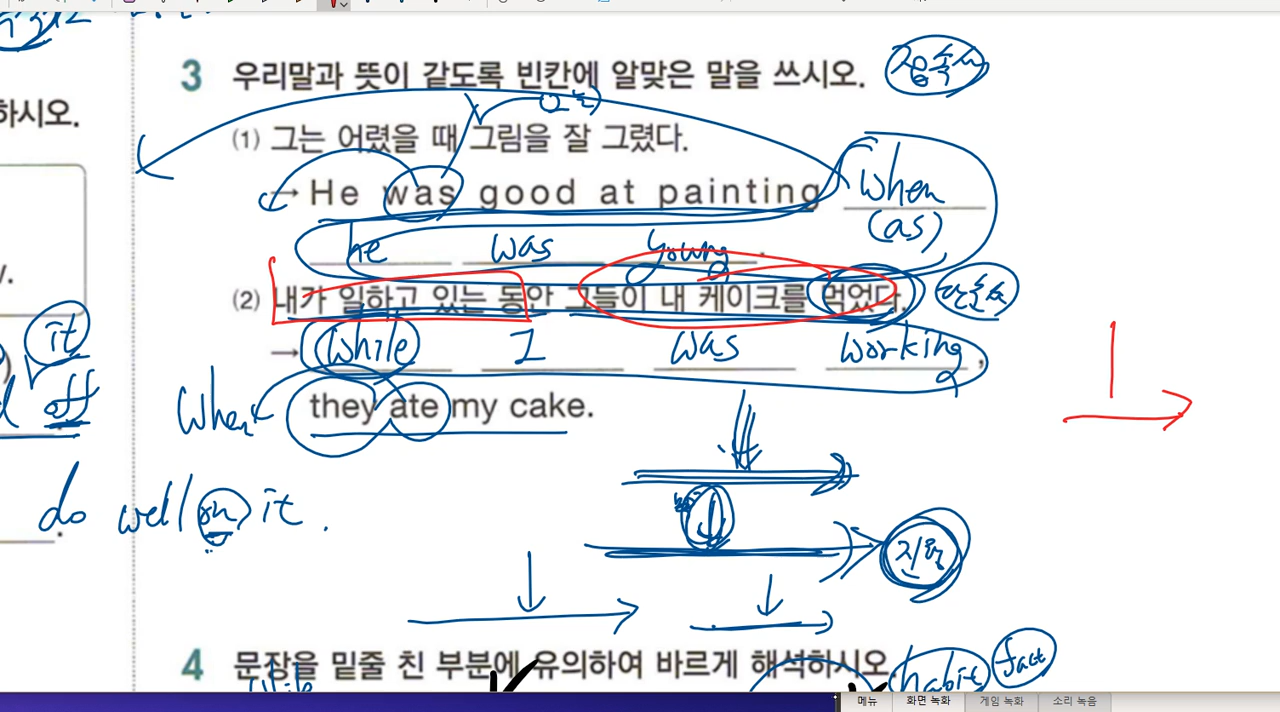 3 우리말과 뜻이 같도록 빈칸에 알맞은 말을 쓰시오. 접속사
하시오.
(1) 그는 어렸을 때 그림을 잘 그렸다.
→ He was good at painting when
(as)
he was young.
y.
(2) 내가 일하고 있는 동안 그들이 내 케이크를 먹었다.
it
→ while I was working,
off
When they ate my cake.
do well on it.
진행
4 문장을 밑줄 친 부분에 유의하여 바르게 해석하시오. habit fact
메뉴 화면 녹화 게임 녹화 소리 녹음